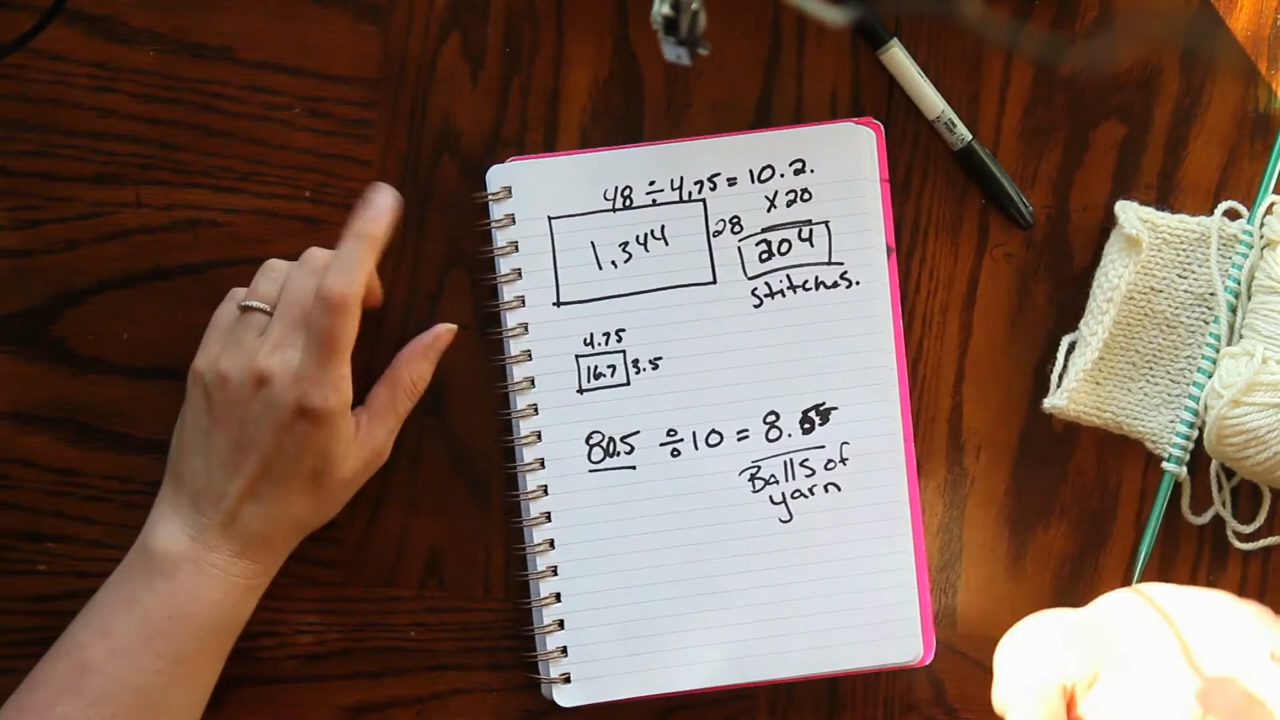 48 ÷ 4.75 = 10.2.
x 20
1,344
28
204
stitches.
4.75
16.7
3.5
80.5 ÷ 10 = 8.
Balls of
yarn